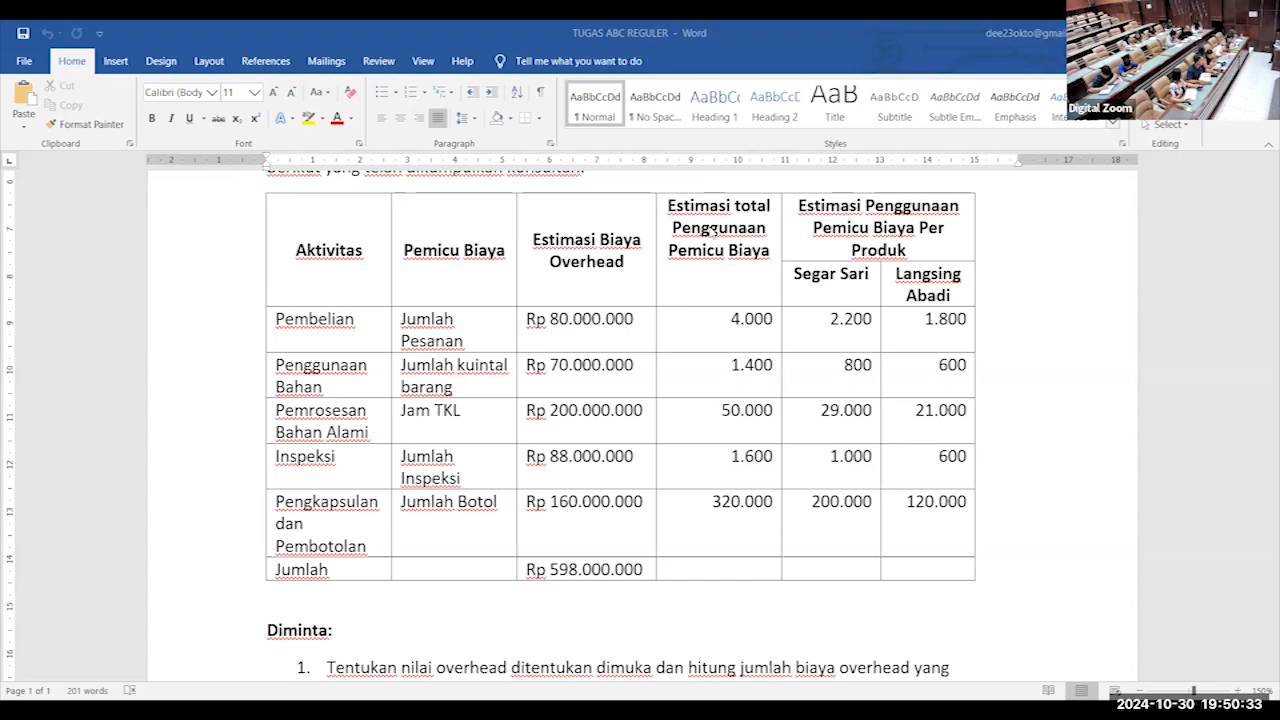 TUGAS ABC REGULER - Word
dee23okto@gmai
File Home Insert Design Layout References Mailings Review View Help Tell me what you want to do
Paste
Cut
Copy
Format Painter
Clipboard
Calibri (Body 11
Font
Paragraph
AaBbCcDd AaBbCcDd AaBbCc AaBbCcD AaB AaBbCcD AaBbCcDd AaBbCcDd
¶ Normal ¶ No Spac... Heading 1 Heading 2 Title Subtitle Subtle Em... Emphasis
Styles
Select
Editing
Digital Zoom
Berikut yang telah dikumpulkan konsultan:
Aktivitas
Pemicu Biaya
Estimasi Biaya
Overhead
Estimasi total
Penggunaan
Pemicu Biaya
Estimasi Penggunaan
Pemicu Biaya Per
Produk
Segar Sari
Langsing
Abadi
Pembelian
Jumlah
Pesanan
Rp 80.000.000
4.000
2.200
1.800
Penggunaan
Bahan
Jumlah kuintal
barang
Rp 70.000.000
1.400
800
600
Pemrosesan
Bahan Alami
Jam TKL
Rp 200.000.000
50.000
29.000
21.000
Inspeksi
Jumlah
Inspeksi
Rp 88.000.000
1.600
1.000
600
Pengkapsulan
dan
Pembotolan
Jumlah Botol
Rp 160.000.000
320.000
200.000
120.000
Jumlah
Rp 598.000.000
Diminta:
1. Tentukan nilai overhead ditentukan dimuka dan hitung jumlah biaya overhead yang
Page 1 of 1 201 words
150%
2024-10-30 19:50:33